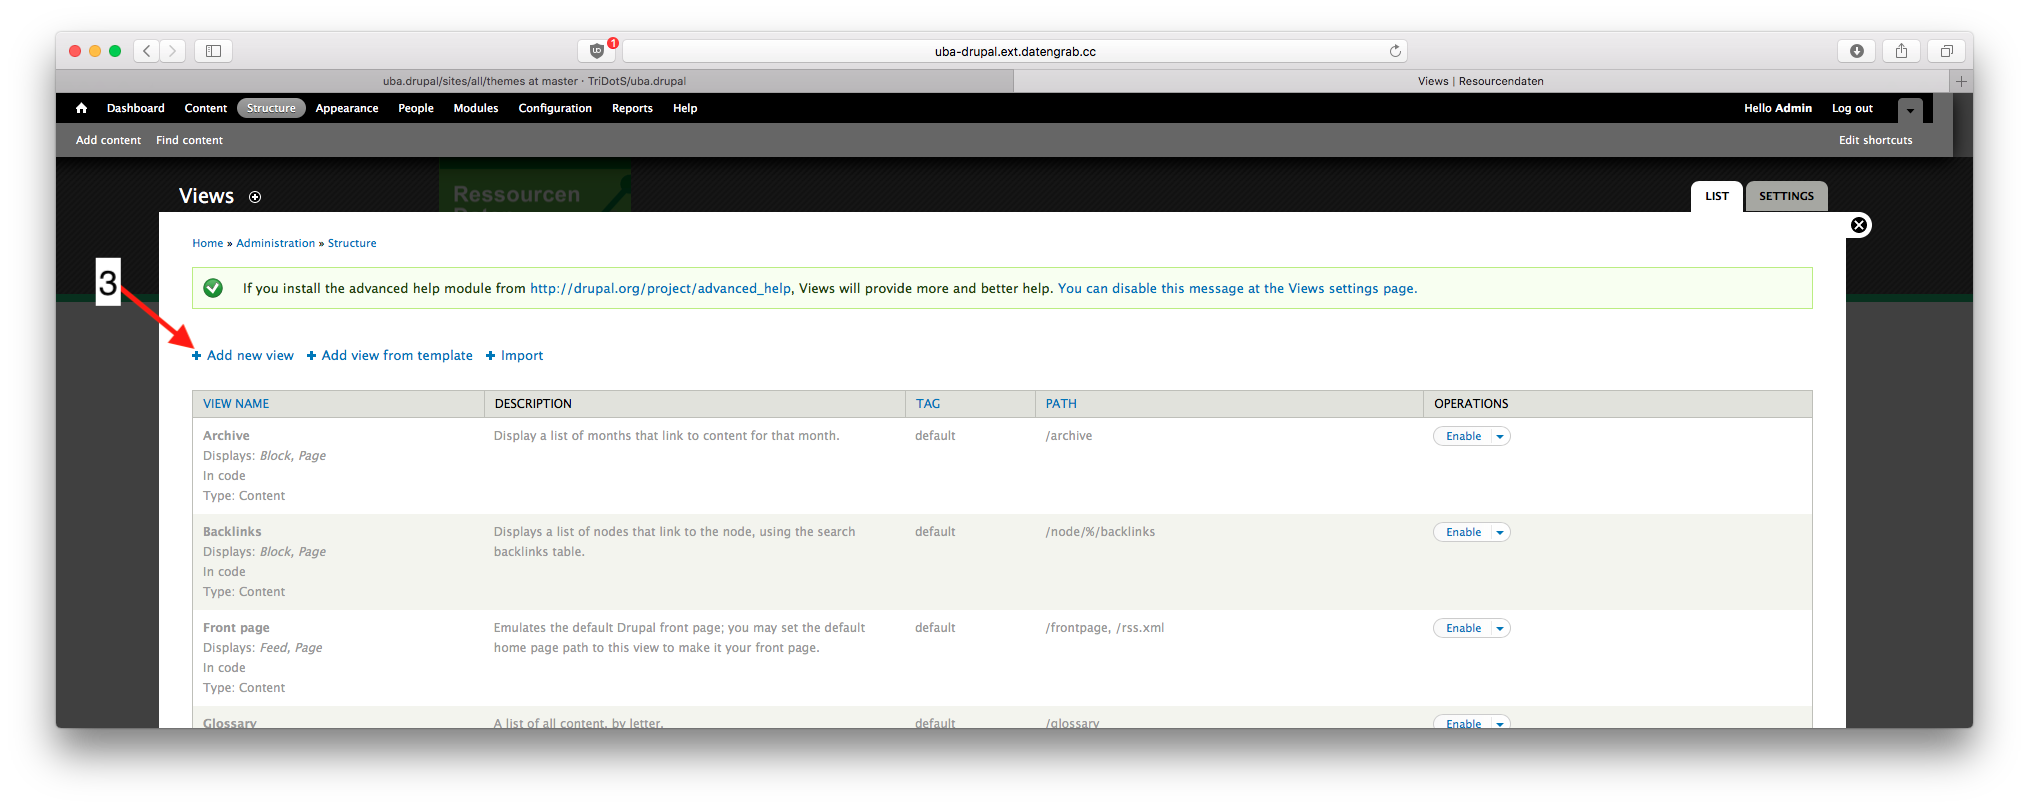 1
uba-drupal.ext.datengrab.cc
uba.drupal/sites/all/themes at master · TriDotS/uba.drupal
Views | Resourcendaten
Dashboard Content Structure Appearance People Modules Configuration Reports Help
Hello Admin Log out
Add content Find content
Edit shortcuts
Ressourcen
Views
LIST SETTINGS
Home » Administration » Structure
3
If you install the advanced help module from http://drupal.org/project/advanced_help, Views will provide more and better help. You can disable this message at the Views settings page.
Add new view Add view from template Import
VIEW NAME DESCRIPTION TAG PATH OPERATIONS
Archive Display a list of months that link to content for that month. default /archive Enable
Displays: Block, Page
In code
Type: Content
Backlinks Displays a list of nodes that link to the node, using the search default /node/%/backlinks Enable
Displays: Block, Page backlinks table.
In code
Type: Content
Front page Emulates the default Drupal front page; you may set the default default /frontpage, /rss.xml Enable
Displays: Feed, Page home page path to this view to make it your front page.
In code
Type: Content
Glossary A list of all content, by letter. default /glossary Enable